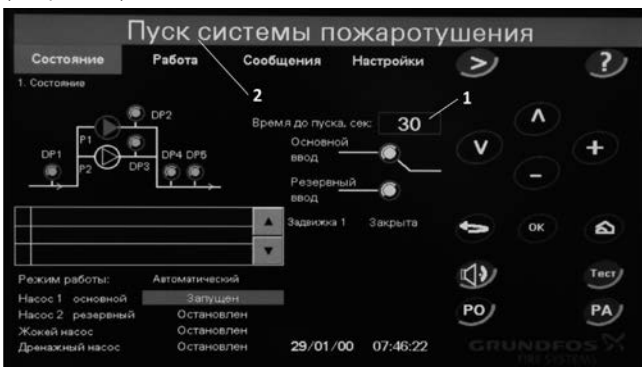 Пуск системы пожаротушения
Состояние Работа Сообщения Настройки > ?
1. Состояние
2 1
DP2
Время до пуска, сек: 30
P1
Основной
ввод
DP1 P2 DP3 DP4 DP5
Резервный
ввод
Задвижка 1 Закрыта
OK
Режим работы: Автоматический
Тест
Насос 1 основной Запущен
Насос 2 резервный Остановлен
PO PA
Жокей насос Остановлен
Дренажный насос Остановлен 29/01/00 07:46:22
GRUNDFOS
FIRE SYSTEMS